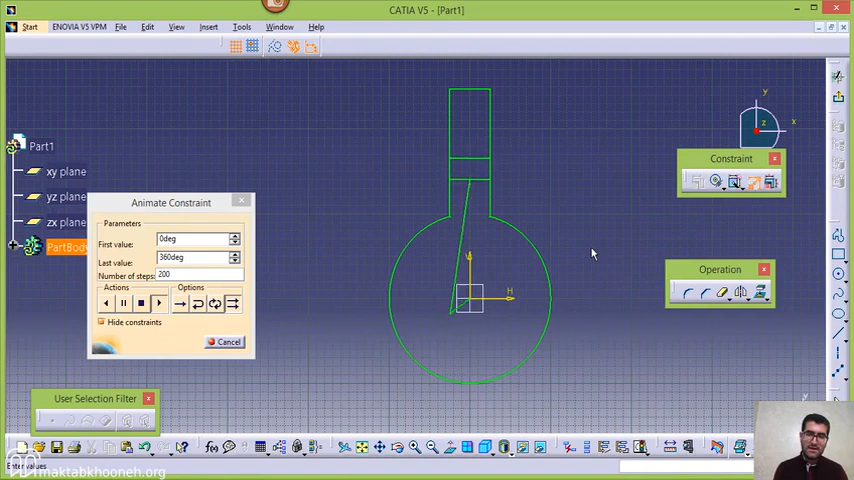 CATIA V5 - [Part1]
Start ENOVIA V5 VPM File Edit View Insert Tools Window Help
y
x
z
Part1
xy plane
yz plane
zx plane
PartBody
Constraint
Animate Constraint
Parameters
First value: 0deg
Last value: 360deg
Number of steps: 200
Actions
Options
Hide constraints
Cancel
V
H
Operation
User Selection Filter
f(x)
Enter values
maktabkhooneh.org